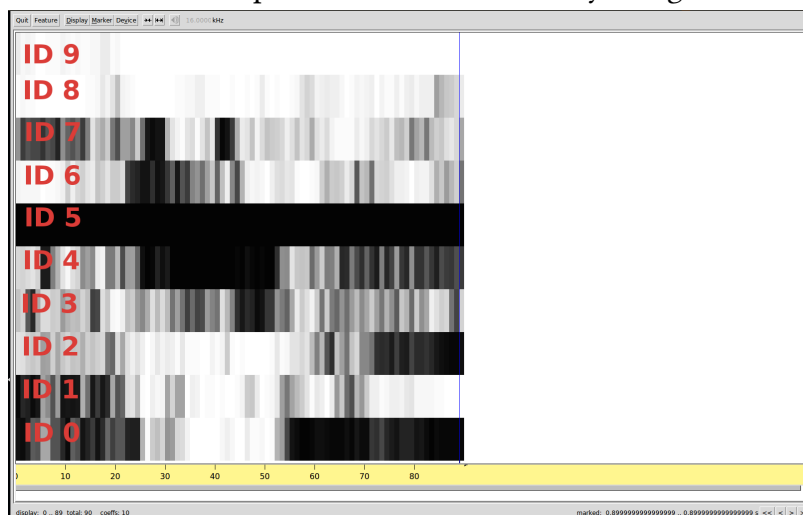 Quit Feature Display Marker Device 16.0000 kHz
ID 9
ID 8
ID 7
ID 6
ID 5
ID 4
ID 3
ID 2
ID 1
ID 0
10 20 30 40 50 60 70 80
display: 0 .. 89 total: 90 coeffs: 10 marked: 0.8999999999999999 .. 0.8999999999999999 s << < > >